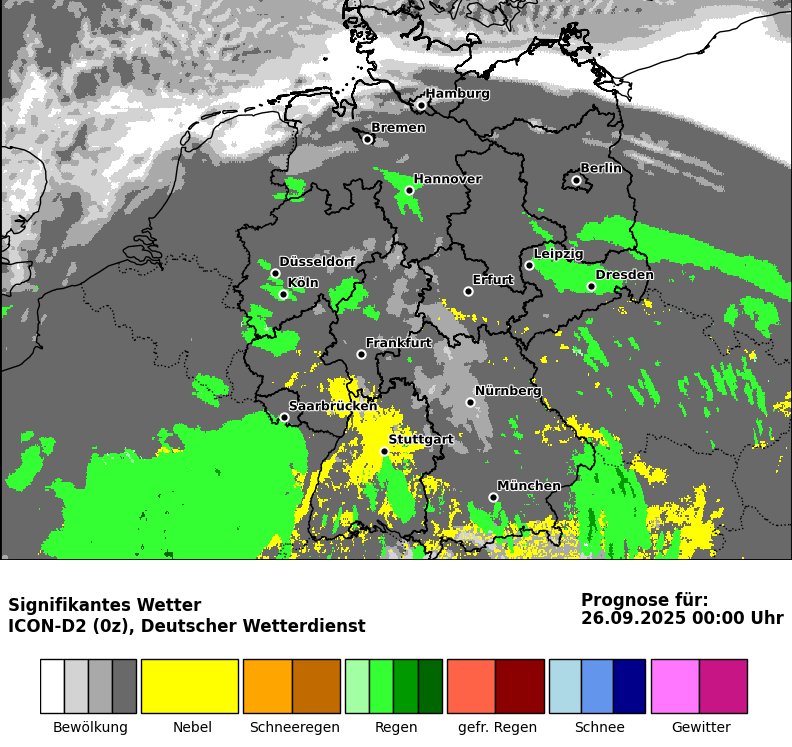 Hamburg
Bremen
Berlin
Hannover
Leipzig
Düsseldorf
Dresden
Köln
Erfurt
Frankfurt
Nürnberg
Saarbrücken
Stuttgart
München
Signifikantes Wetter
ICON-D2 (0z), Deutscher Wetterdienst
Prognose für:
26.09.2025 00:00 Uhr
Bewölkung Nebel Schneeregen Regen gefr. Regen Schnee Gewitter